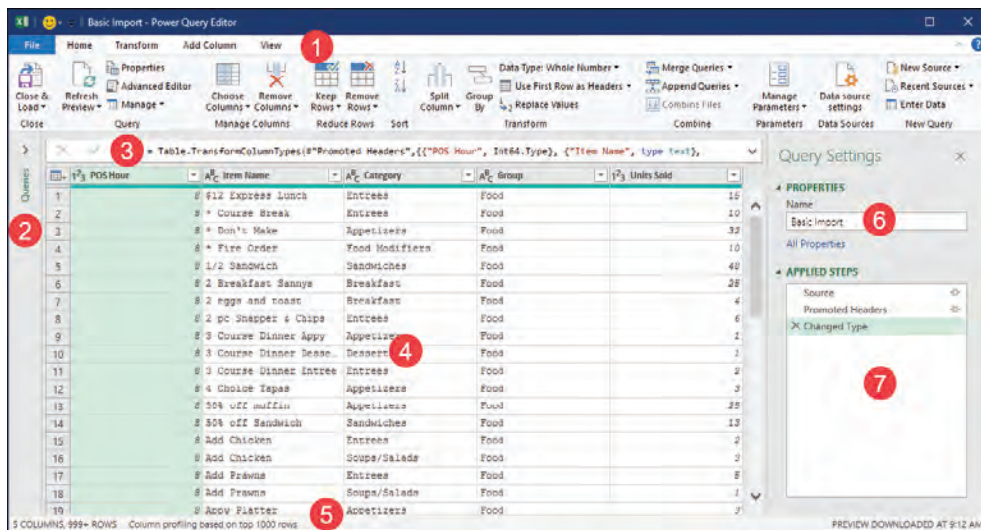 Basic Import - Power Query Editor
File Home Transform Add Column View 1
Close & Load
Close
Refresh Preview
Properties
Advanced Editor
Manage
Query
Choose Columns
Remove Columns
Manage Columns
Keep Rows
Remove Rows
Reduce Rows
Sort
Split Column
Group By
Data Type: Whole Number
Use First Row as Headers
Replace Values
Transform
Merge Queries
Append Queries
Combine Files
Combine
Manage Parameters
Parameters
Data source settings
Data Sources
New Source
Recent Sources
Enter Data
New Query
3 = Table.TransformColumnTypes(#"Promoted Headers",{{"POS Hour", Int64.Type}, {"Item Name", type text},
Queries
2
POS Hour Item Name Category Group Units Sold
1 8 $12 Express Lunch Entrees Food 15
2 8 * Course Break Entrees Food 10
3 8 * Don't Make Appetizers Food 32
4 8 * Fire Order Food Modifiers Food 10
5 8 1/2 Sandwich Sandwiches Food 40
6 8 2 Breakfast Sannys Breakfast Food 25
7 8 2 eggs and toast Breakfast Food 4
8 8 2 pc Snapper & Chips Entrees Food 6
9 8 3 Course Dinner Appy Appetizers Food 1
10 8 3 Course Dinner Desse... Dessert Food 1
4
11 8 3 Course Dinner Entree Entrees Food 2
12 8 4 Choice Tapas Appetizers Food 3
13 8 50% off muffin Appetizers Food 25
14 8 50% off Sandwich Sandwiches Food 13
15 8 Add Chicken Entrees Food 2
16 8 Add Chicken Soups/Salads Food
17 8 Add Prawns Entrees Food
18 8 Add Prawns Soups/Salads Food 1
19 8 Appy Platter Appetizers Food
Query Settings
PROPERTIES
Name
Basic Import
6
All Properties
APPLIED STEPS
Source
Promoted Headers
Changed Type
7
5 COLUMNS, 999+ ROWS Column profiling based on top 1000 rows 5
PREVIEW DOWNLOADED AT 9:12 AM